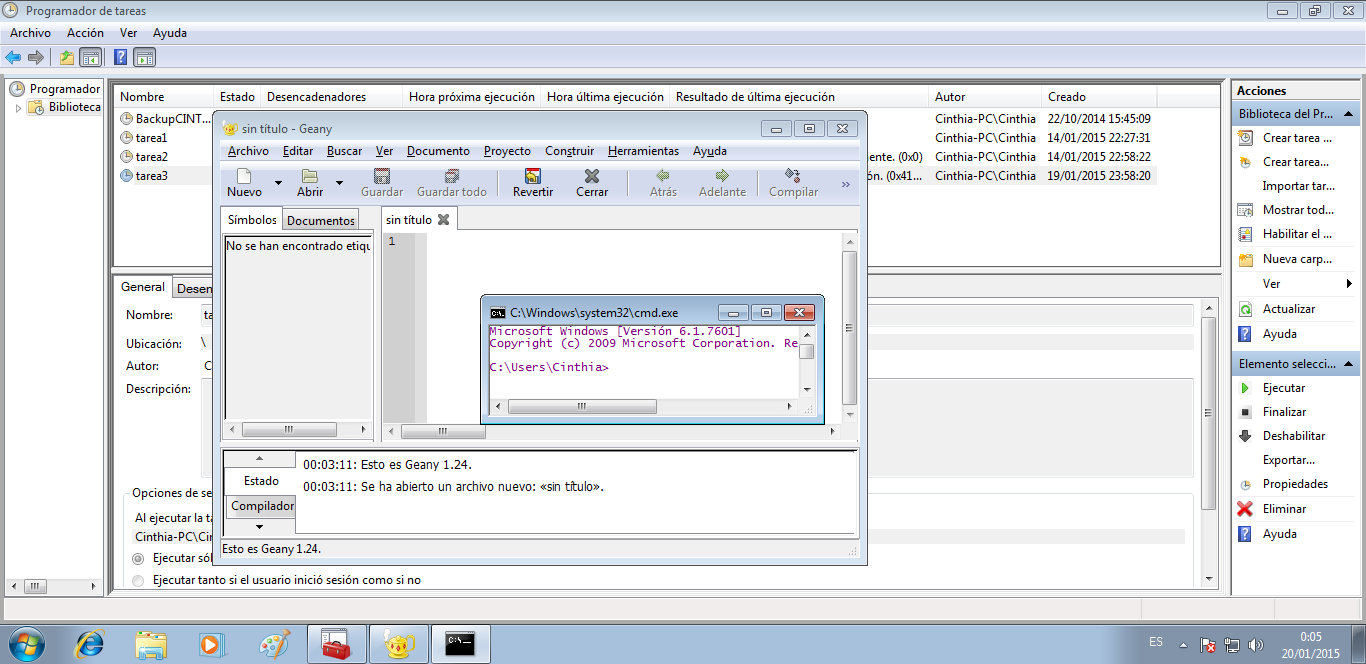 Programador de tareas
Archivo Acción Ver Ayuda
Programador
Biblioteca
Nombre Estado Desencadenadores Hora próxima ejecución Hora última ejecución Resultado de última ejecución Autor Creado
BackupCINT... Cinthia-PC\Cinthia 22/10/2014 15:45:09
tarea1 Cinthia-PC\Cinthia 14/01/2015 22:27:31
tarea2 mente. (0x0) Cinthia-PC\Cinthia 14/01/2015 22:58:22
tarea3 ón. (0x41... Cinthia-PC\Cinthia 19/01/2015 23:58:20
sin título - Geany
Archivo Editar Buscar Ver Documento Proyecto Construir Herramientas Ayuda
Nuevo Abrir Guardar Guardar todo Revertir Cerrar Atrás Adelante Compilar »
Símbolos Documentos
sin título
No se han encontrado etiqu
1
C:\Windows\system32\cmd.exe
Microsoft Windows [Versión 6.1.7601]
Copyright (c) 2009 Microsoft Corporation. Re
C:\Users\Cinthia>
Estado
Compilador
00:03:11: Esto es Geany 1.24.
00:03:11: Se ha abierto un archivo nuevo: «sin título».
Esto es Geany 1.24.
General Desen
Nombre: ta
Ubicación: \
Autor: C
Descripción:
Opciones de se
Al ejecutar la ta
Cinthia-PC\Cin
Ejecutar sól
Ejecutar tanto si el usuario inició sesión como si no
Acciones
Biblioteca del Pr...
Crear tarea ...
Crear tarea...
Importar tar...
Mostrar tod...
Habilitar el ...
Nueva carp...
Ver
Actualizar
Ayuda
Elemento selecci...
Ejecutar
Finalizar
Deshabilitar
Exportar...
Propiedades
Eliminar
Ayuda
ES
0:05
20/01/2015